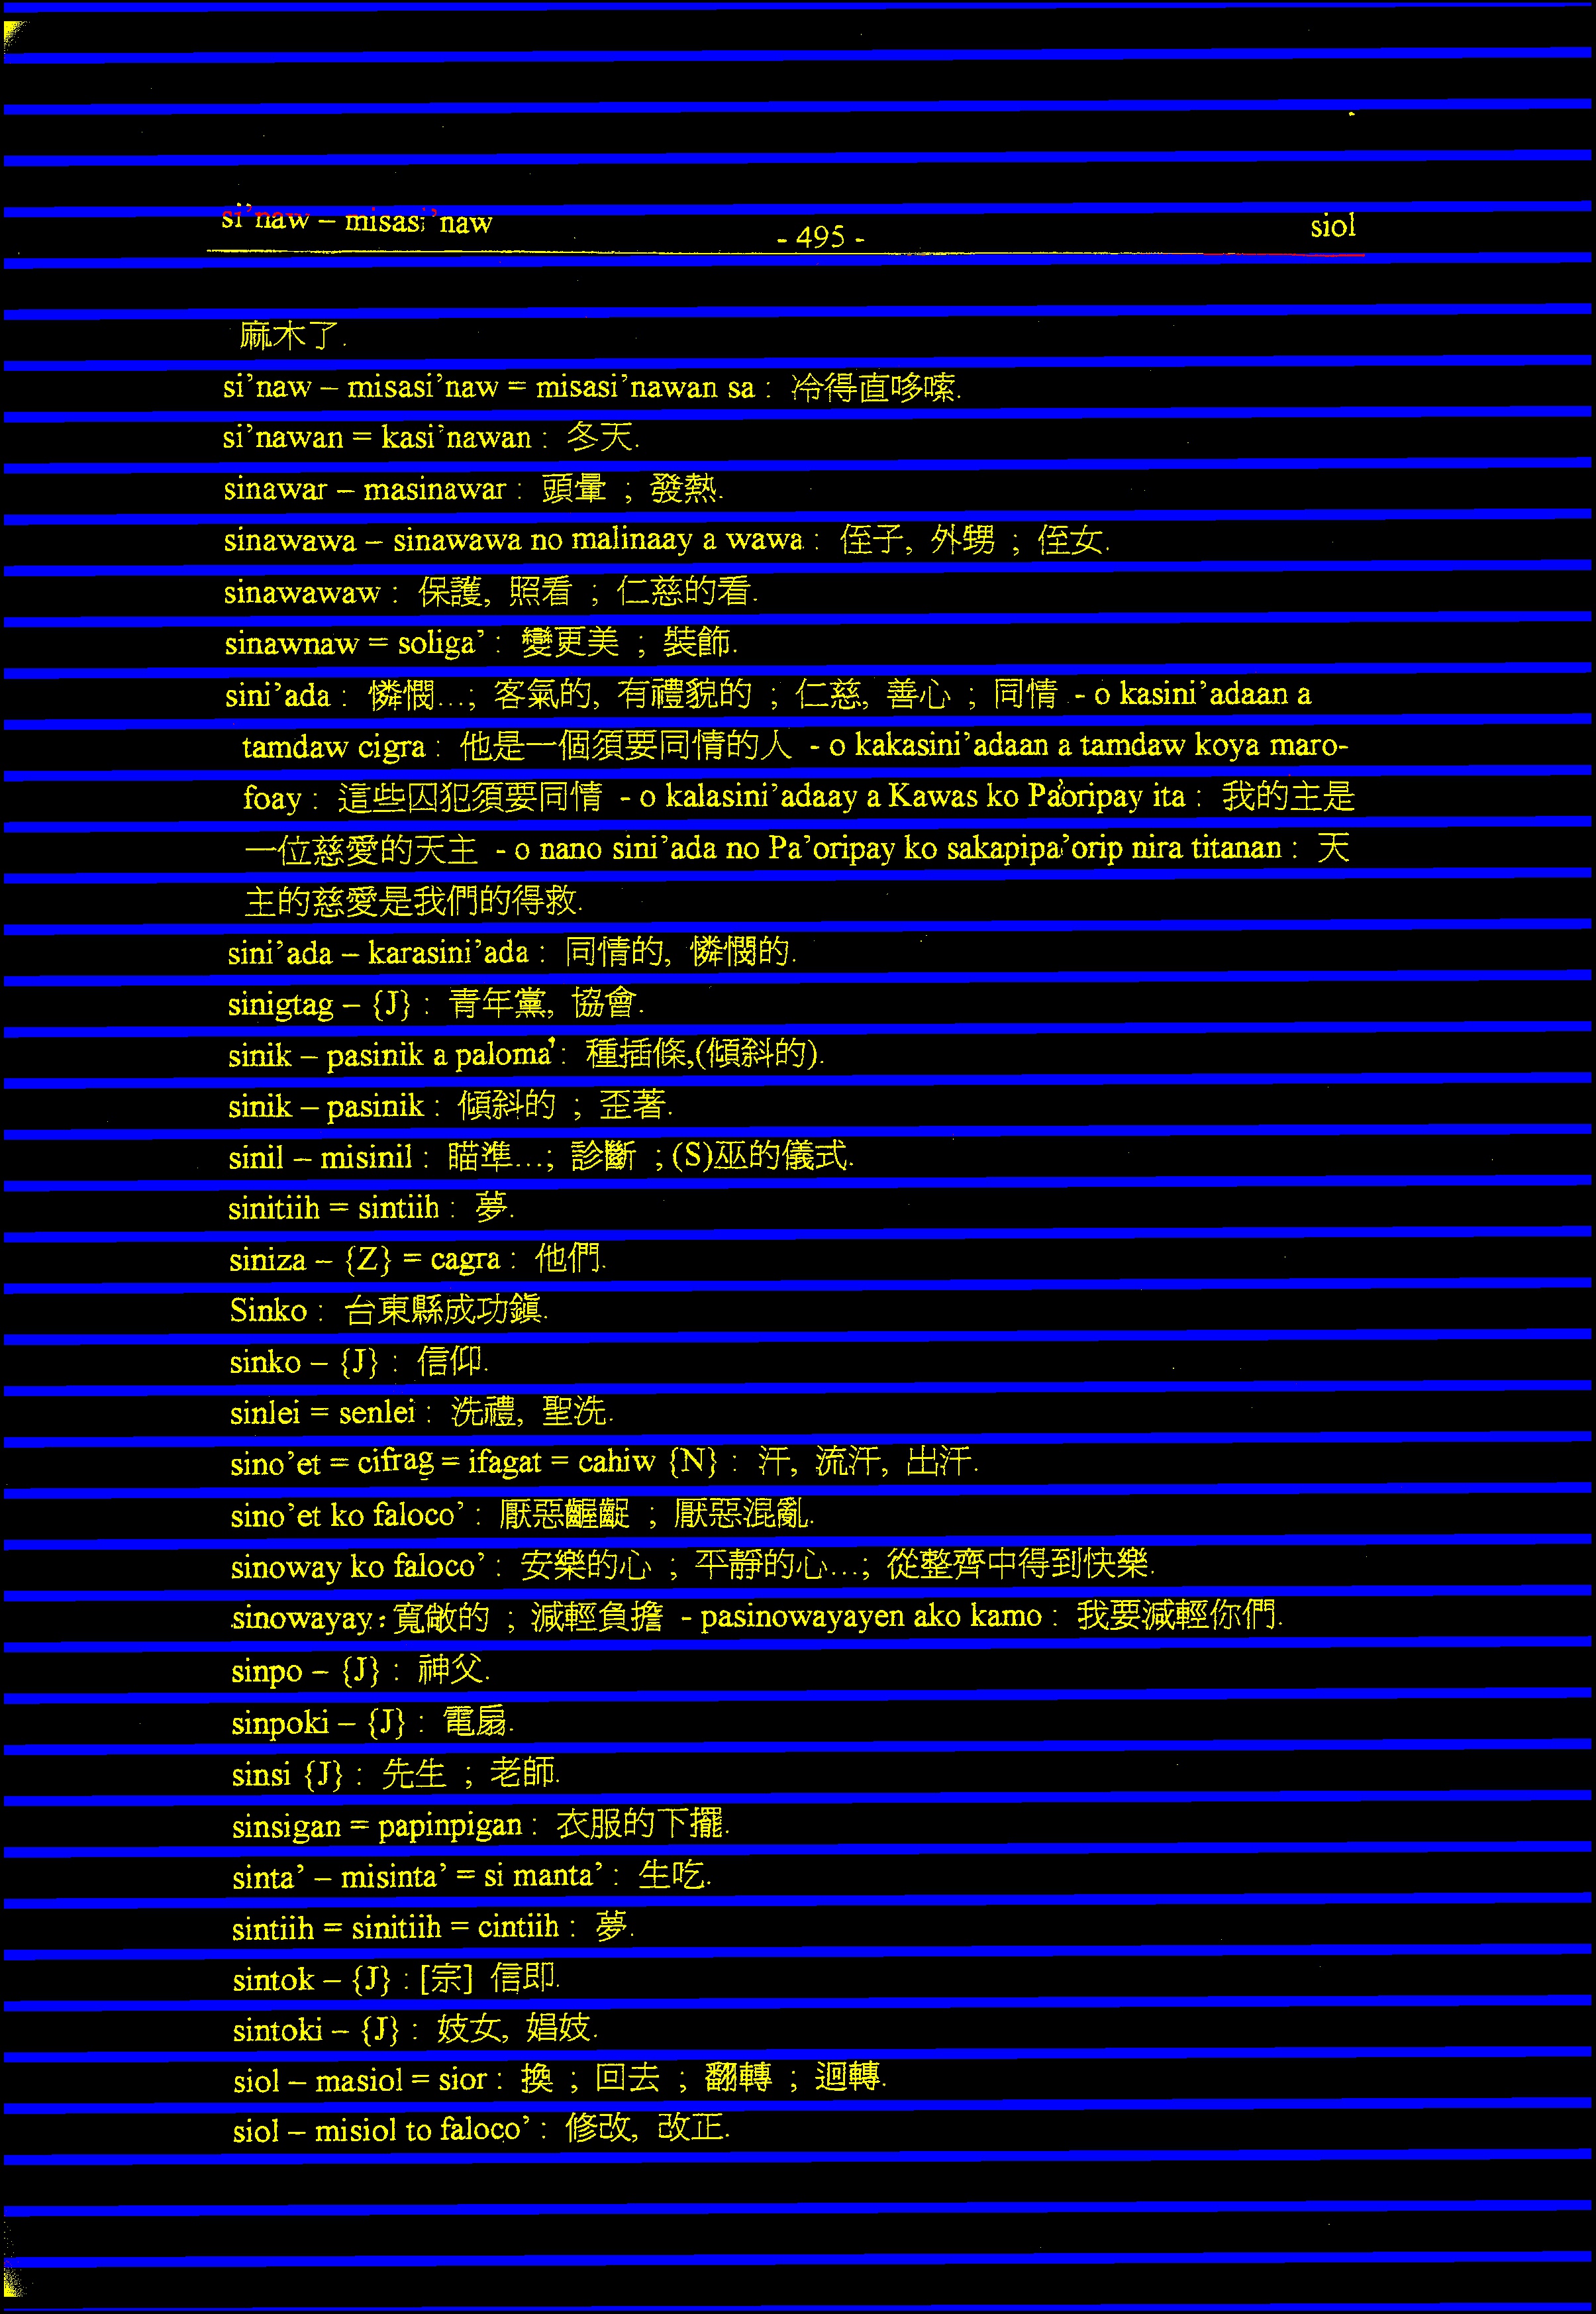 si’naw – misasi’naw - 495 - siol
麻木了.
si’naw – misasi’naw = misasi’nawan sa : 冷得直哆嗦.
si’nawan = kasi’nawan : 冬天.
sinawar – masinawar : 頭暈 ; 發熱.
sinawawa – sinawawa no malinaay a wawa : 侄子, 外甥 ; 侄女.
sinawawaw : 保護, 照看 ; 仁慈的看.
sinawnaw = soliga’ : 變更美 ; 裝飾.
sini’ada : 憐憫...; 客氣的, 有禮貌的 ; 仁慈, 善心 ; 同情 - o kasini’adaan a
tamdaw cigra : 他是一個須要同情的人 - o kakasini’adaan a tamdaw koya maro-
foay : 這些囚犯須要同情 - o kalasini’adaay a Kawas ko Pa’oripay ita : 我的主是
一位慈愛的天主 - o nano sini’ada no Pa’oripay ko sakapipa’orip nira titanan : 天
主的慈愛是我們的得救.
sini’ada – karasini’ada : 同情的, 憐憫的.
sinigtag – {J} : 青年黨, 協會.
sinik – pasinik a paloma’ : 種插條,(傾斜的).
sinik – pasinik : 傾斜的 ; 歪著.
sinil – misinil : 瞄準...; 診斷 ; (S)巫的儀式.
sinitiih = sintiih : 夢.
siniza – {Z} = cagra : 他們.
Sinko : 台東縣成功鎮.
sinko – {J} : 信仰.
sinlei = senlei : 洗禮, 聖洗.
sino’et = cifrag = ifagat = cahiw {N} : 汗, 流汗, 出汗.
sino’et ko faloco’ : 厭惡齷齪 ; 厭惡混亂.
sinoway ko faloco’ : 安樂的心 ; 平靜的心...; 從整齊中得到快樂.
sinowayay : 寬敞的 ; 減輕負擔 - pasinowayayen ako kamo : 我要減輕你們.
sinpo – {J} : 神父.
sinpoki – {J} : 電扇.
sinsi {J} : 先生 ; 老師.
sinsigan = papinpigan : 衣服的下擺.
sinta’ – misinta’ = si manta’ : 生吃.
sintiih = sinitiih = cintiih : 夢.
sintok – {J} : [宗] 信即.
sintoki – {J} : 妓女, 娼妓.
siol – masiol = sior : 換 ; 回去 ; 翻轉 ; 迴轉.
siol – misiol to faloco’ : 修改, 改正.